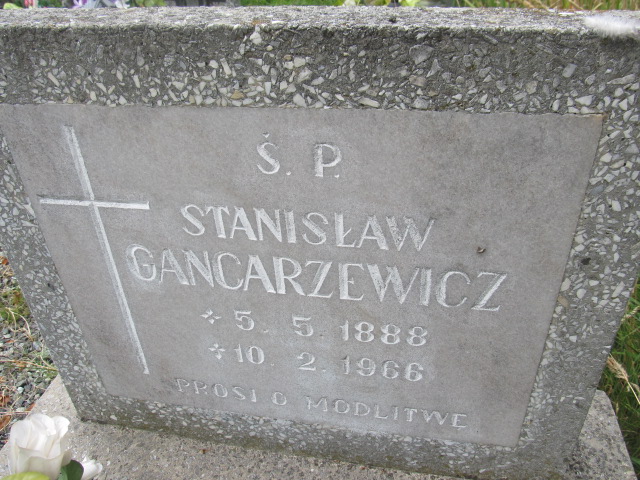 Ś. P.
STANISŁAW
GANCARZEWICZ
5. 5. 1888
10. 2. 1966
PROSI O MODLITWĘ